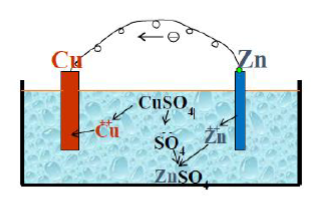 Cu Zn
← ⊖
CuSO₄
Cu⁺⁺ SO₄⁻⁻ Zn⁺⁺
ZnSO₄